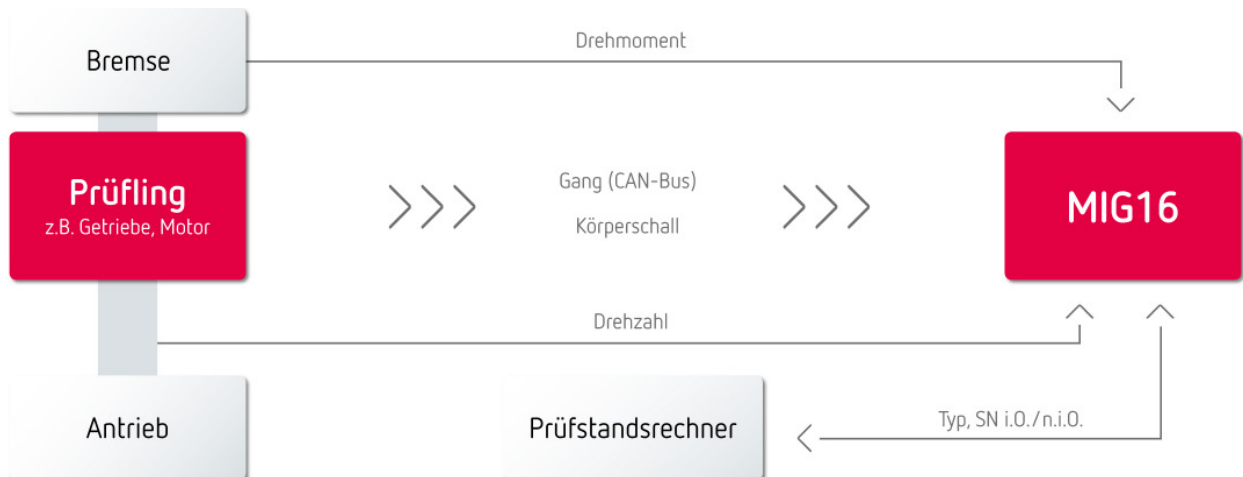 Bremse
Drehmoment
Prüfling
z.B. Getriebe, Motor
Gang (CAN-Bus)
Körperschall
MIG16
Drehzahl
Antrieb
Prüfstandsrechner
Typ, SN i.O./n.i.O.